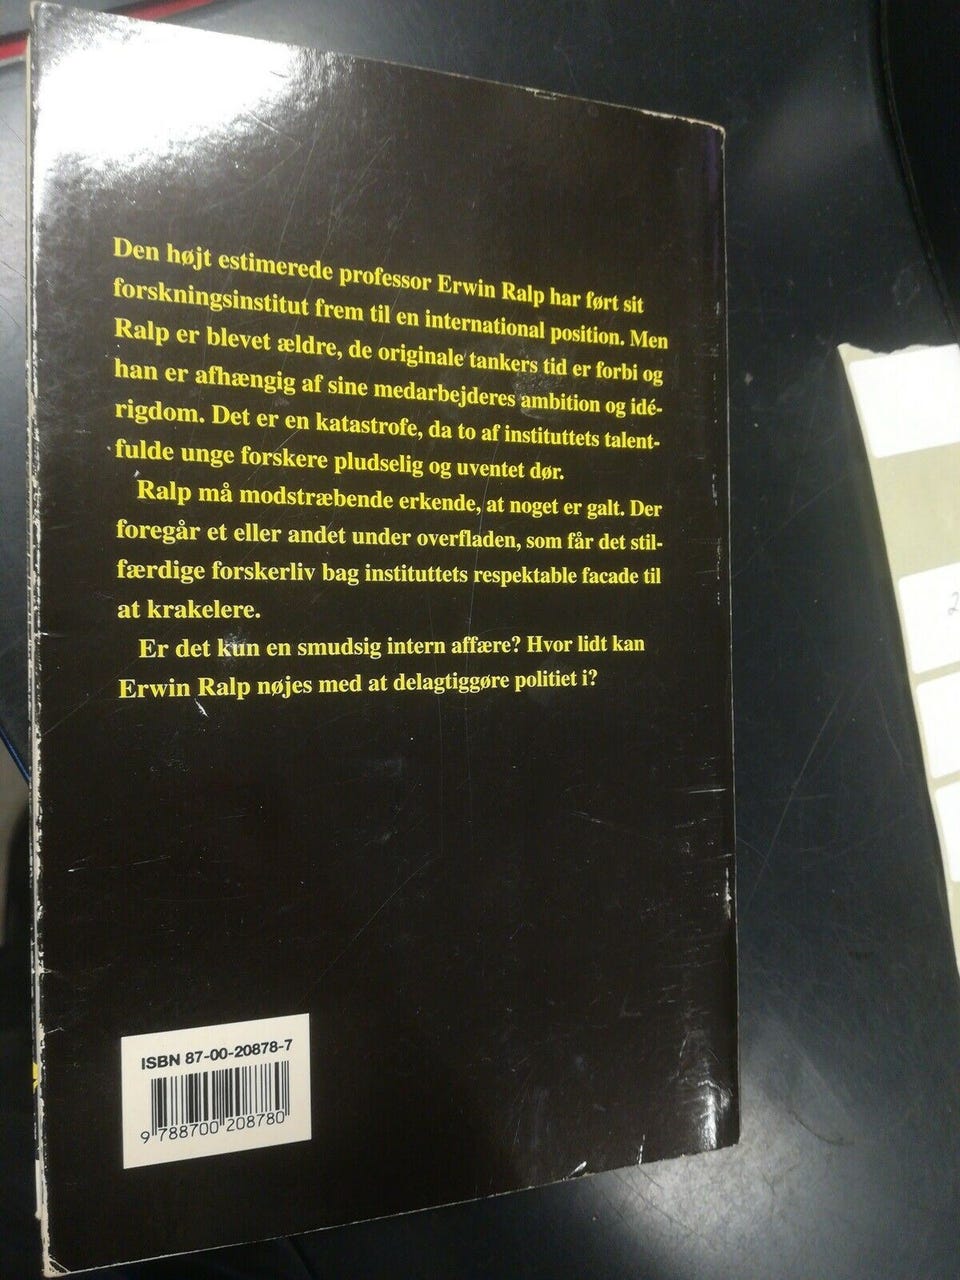 Den højt estimerede professor Erwin Ralp har ført sit
forskningsinstitut frem til en international position. Men
Ralp er blevet ældre, de originale tankers tid er forbi og
han er afhængig af sine medarbejderes ambition og idé-
rigdom. Det er en katastrofe, da to af instituttets talent-
fulde unge forskere pludselig og uventet dør.
Ralp må modstræbende erkende, at noget er galt. Der
foregår et eller andet under overfladen, som får det stil-
færdige forskerliv bag instituttets respektable facade til
at krakelere.
Er det kun en smudsig intern affære? Hvor lidt kan
Erwin Ralp nøjes med at delagtiggøre politiet i?
ISBN 87-00-20878-7
9 788700 208780
2